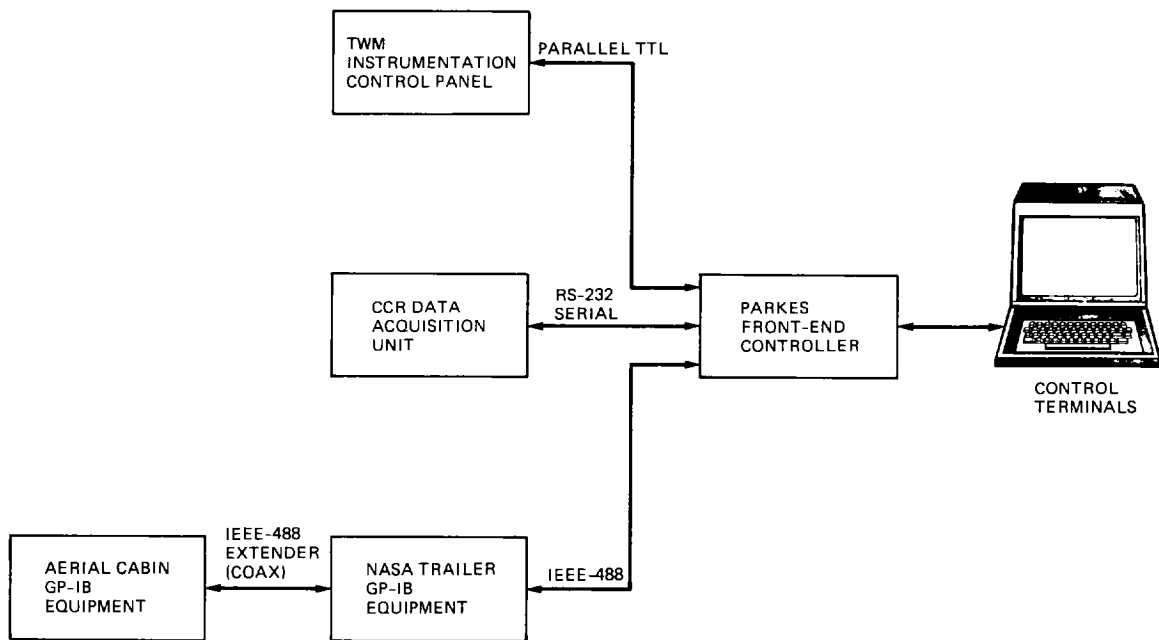 TWM
INSTRUMENTATION
CONTROL PANEL
PARALLEL TTL
CCR DATA
ACQUISITION
UNIT
RS-232
SERIAL
PARKES
FRONT-END
CONTROLLER
CONTROL
TERMINALS
AERIAL CABIN
GP-IB
EQUIPMENT
IEEE-488
EXTENDER
(COAX)
NASA TRAILER
GP-IB
EQUIPMENT
IEEE-488